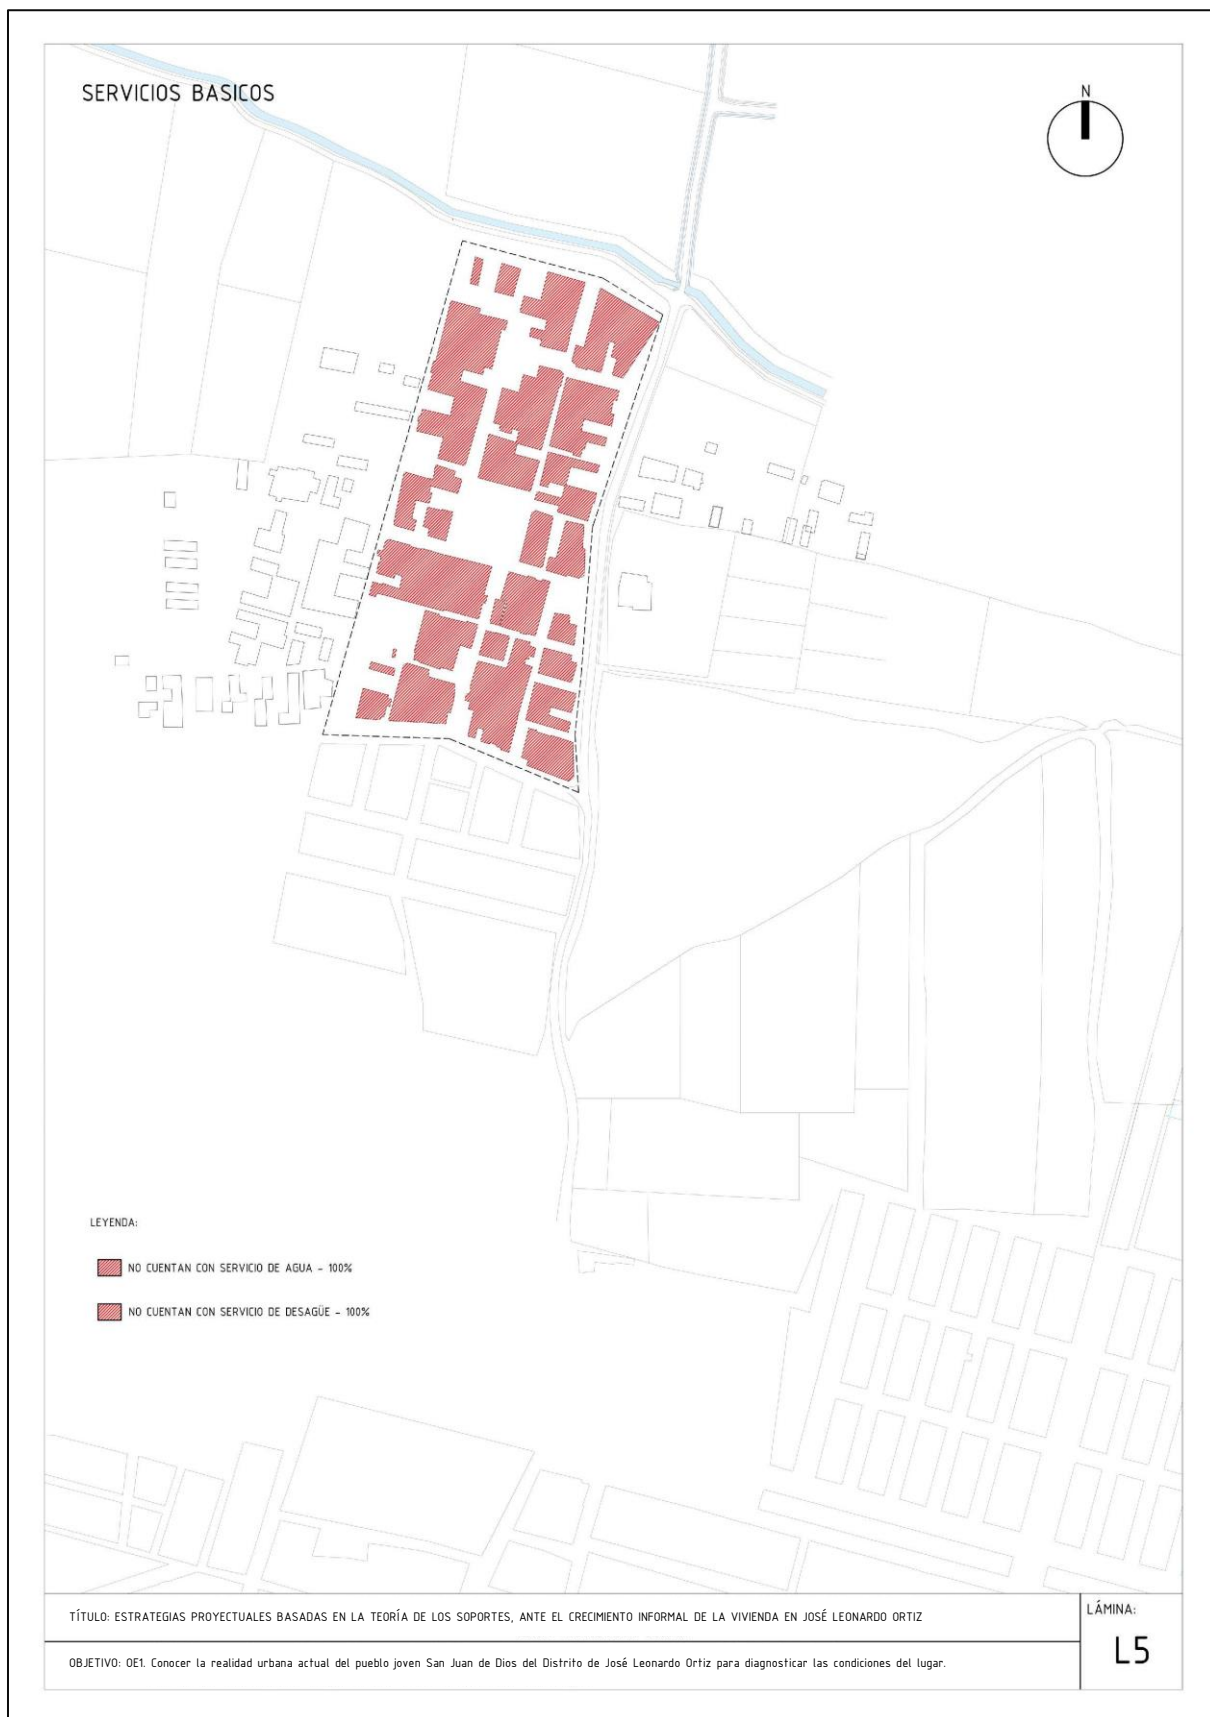 SERVICIOS BASICOS
N
LEYENDA:
NO CUENTAN CON SERVICIO DE AGUA - 100%
NO CUENTAN CON SERVICIO DE DESAGÜE - 100%
TÍTULO: ESTRATEGIAS PROYECTUALES BASADAS EN LA TEORÍA DE LOS SOPORTES, ANTE EL CRECIMIENTO INFORMAL DE LA VIVIENDA EN JOSÉ LEONARDO ORTIZ
OBJETIVO: OE1. Conocer la realidad urbana actual del pueblo joven San Juan de Dios del Distrito de José Leonardo Ortiz para diagnosticar las condiciones del lugar.
LÁMINA:
L5